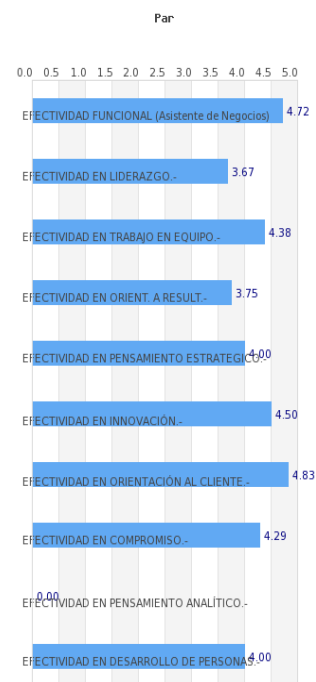 Par
0.0 0.5 1.0 1.5 2.0 2.5 3.0 3.5 4.0 4.5 5.0
EFECTIVIDAD FUNCIONAL (Asistente de Negocios) 4.72
EFECTIVIDAD EN LIDERAZGO.- 3.67
EFECTIVIDAD EN TRABAJO EN EQUIPO.- 4.38
EFECTIVIDAD EN ORIENT. A RESULT.- 3.75
EFECTIVIDAD EN PENSAMIENTO ESTRATEGICO.- 4.00
EFECTIVIDAD EN INNOVACIÓN.- 4.50
EFECTIVIDAD EN ORIENTACIÓN AL CLIENTE.- 4.83
EFECTIVIDAD EN COMPROMISO.- 4.29
0.00
EFECTIVIDAD EN PENSAMIENTO ANALÍTICO.-
EFECTIVIDAD EN DESARROLLO DE PERSONAS.- 4.00